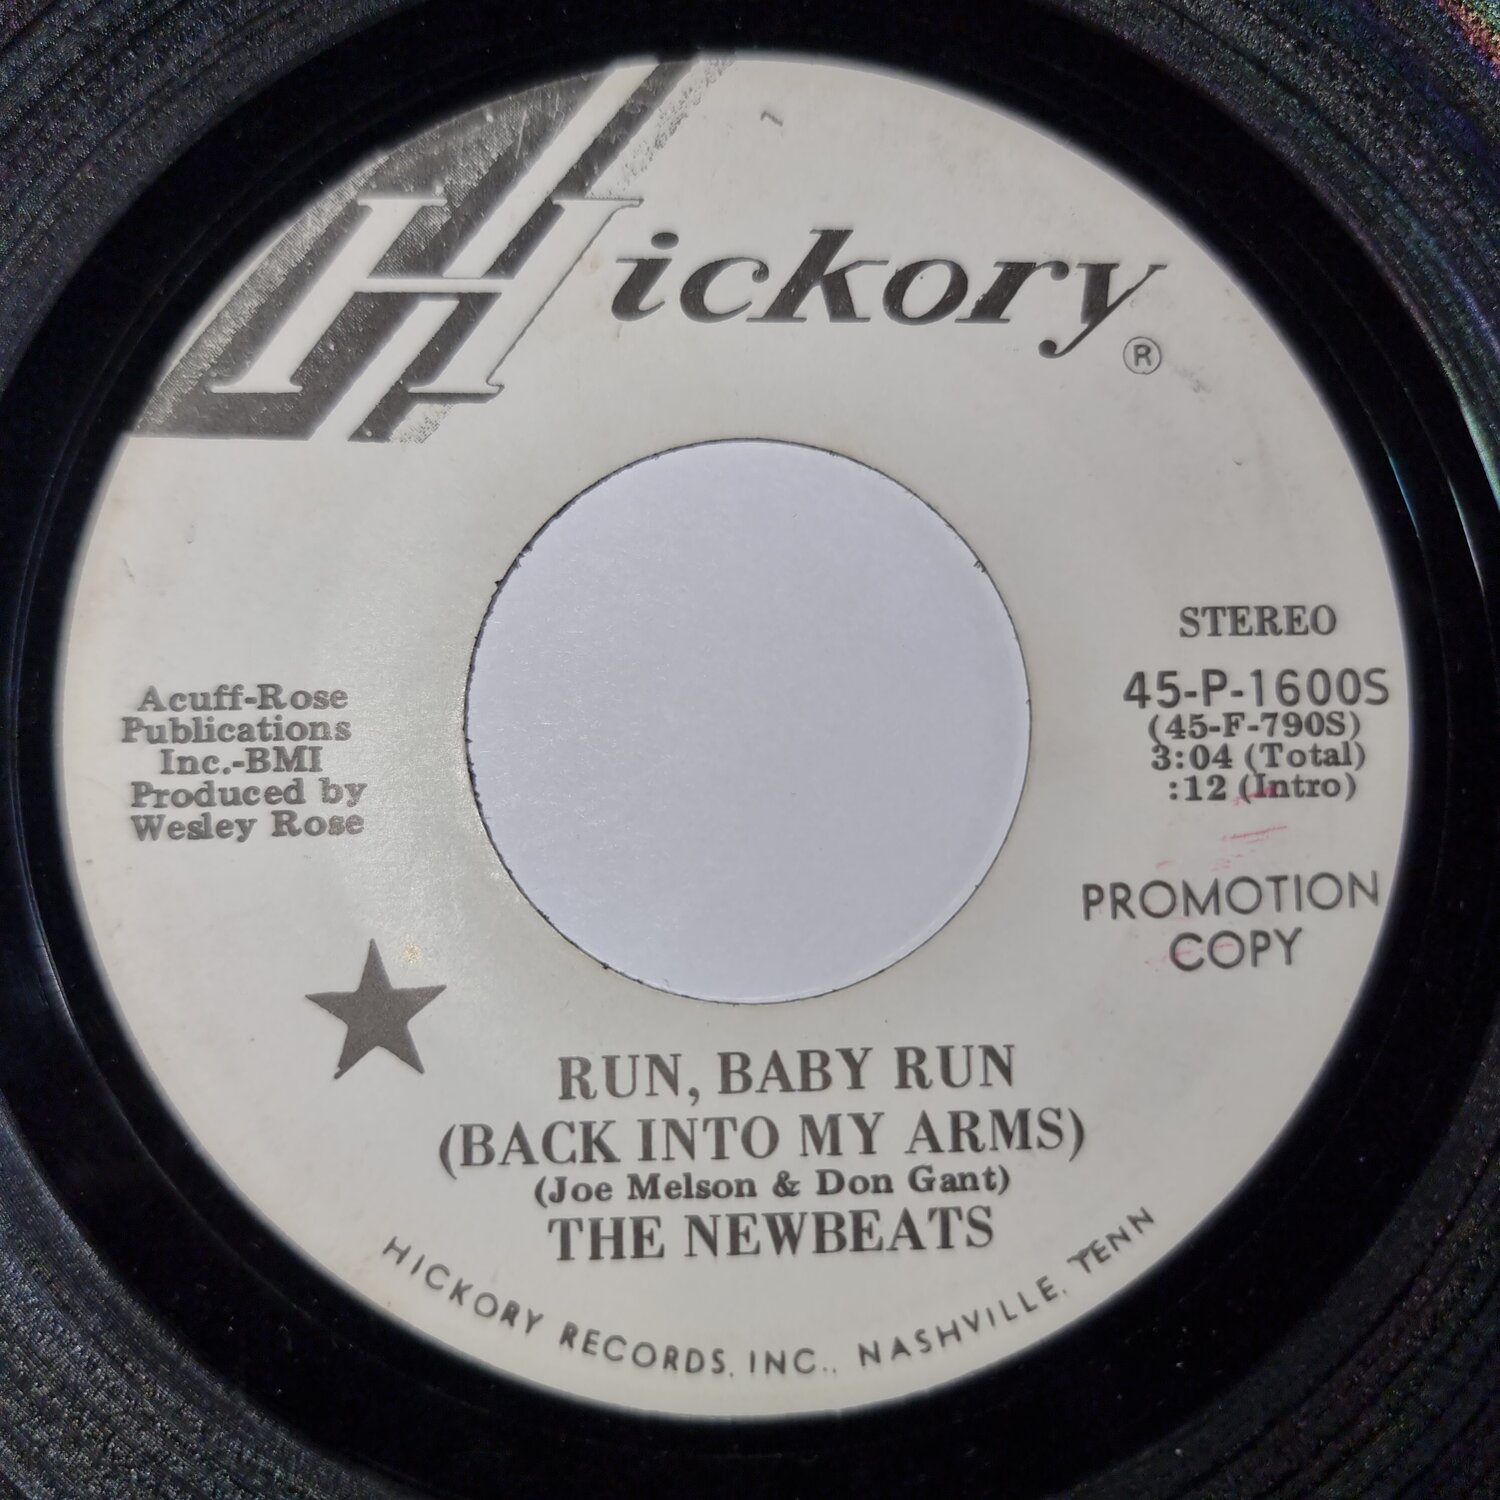 Hickory
®
STEREO
45-P-1600S
(45-F-790S)
3:04 (Total)
:12 (Intro)
Acuff-Rose
Publications
Inc.-BMI
Produced by
Wesley Rose
PROMOTION
COPY
RUN, BABY RUN
(BACK INTO MY ARMS)
(Joe Melson & Don Gant)
THE NEWBEATS
HICKORY RECORDS, INC., NASHVILLE, TENN